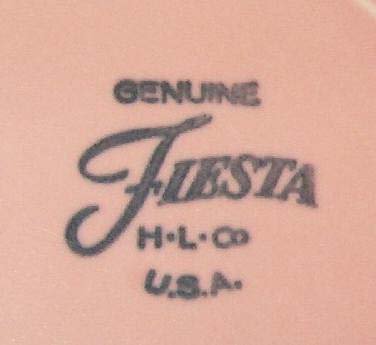 GENUINE
FIESTA
H·L·Co
U.S.A.